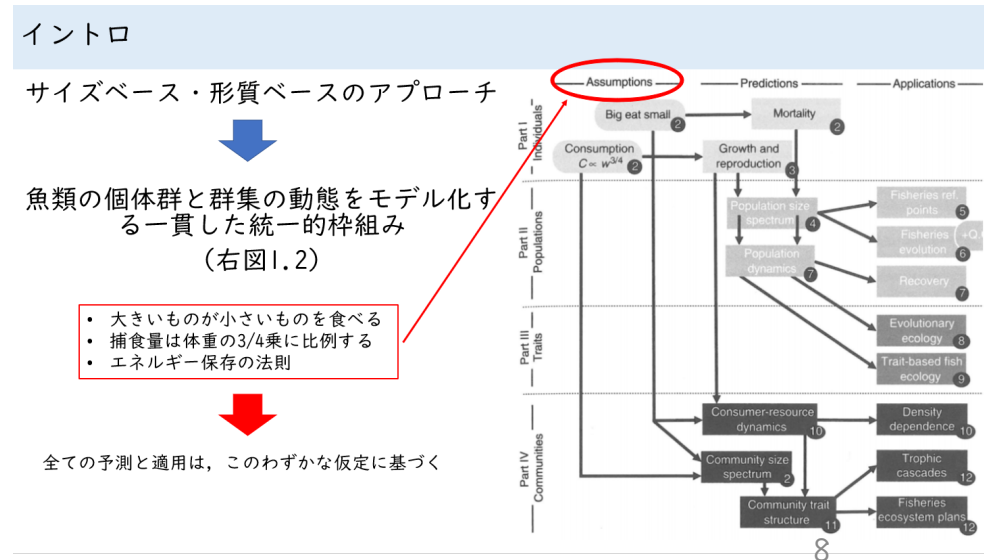 イントロ
サイズベース・形質ベースのアプローチ
魚類の個体群と群集の動態をモデル化す
る一貫した統一的枠組み
(右図1.2)
• 大きいものが小さいものを食べる
• 捕食量は体重の3/4乗に比例する
• エネルギー保存の法則
全ての予測と適用は，このわずかな仮定に基づく
Assumptions
Predictions
Applications
Part I
Individuals
Big eat small
2
Mortality
2
Consumption
C ∝ w^3/4
2
Growth and
reproduction
3
Part II
Populations
Population size
spectrum
4
Fisheries ref.
points
5
Fisheries
evolution
6
+Q.
Population
dynamics
7
Recovery
7
Part III
Traits
Evolutionary
ecology
8
Trait-based fish
ecology
9
Part IV
Communities
Consumer-resource
dynamics
10
Density
dependence
10
Community size
spectrum
2
Trophic
cascades
12
Community trait
structure
11
Fisheries
ecosystem plans
12
8